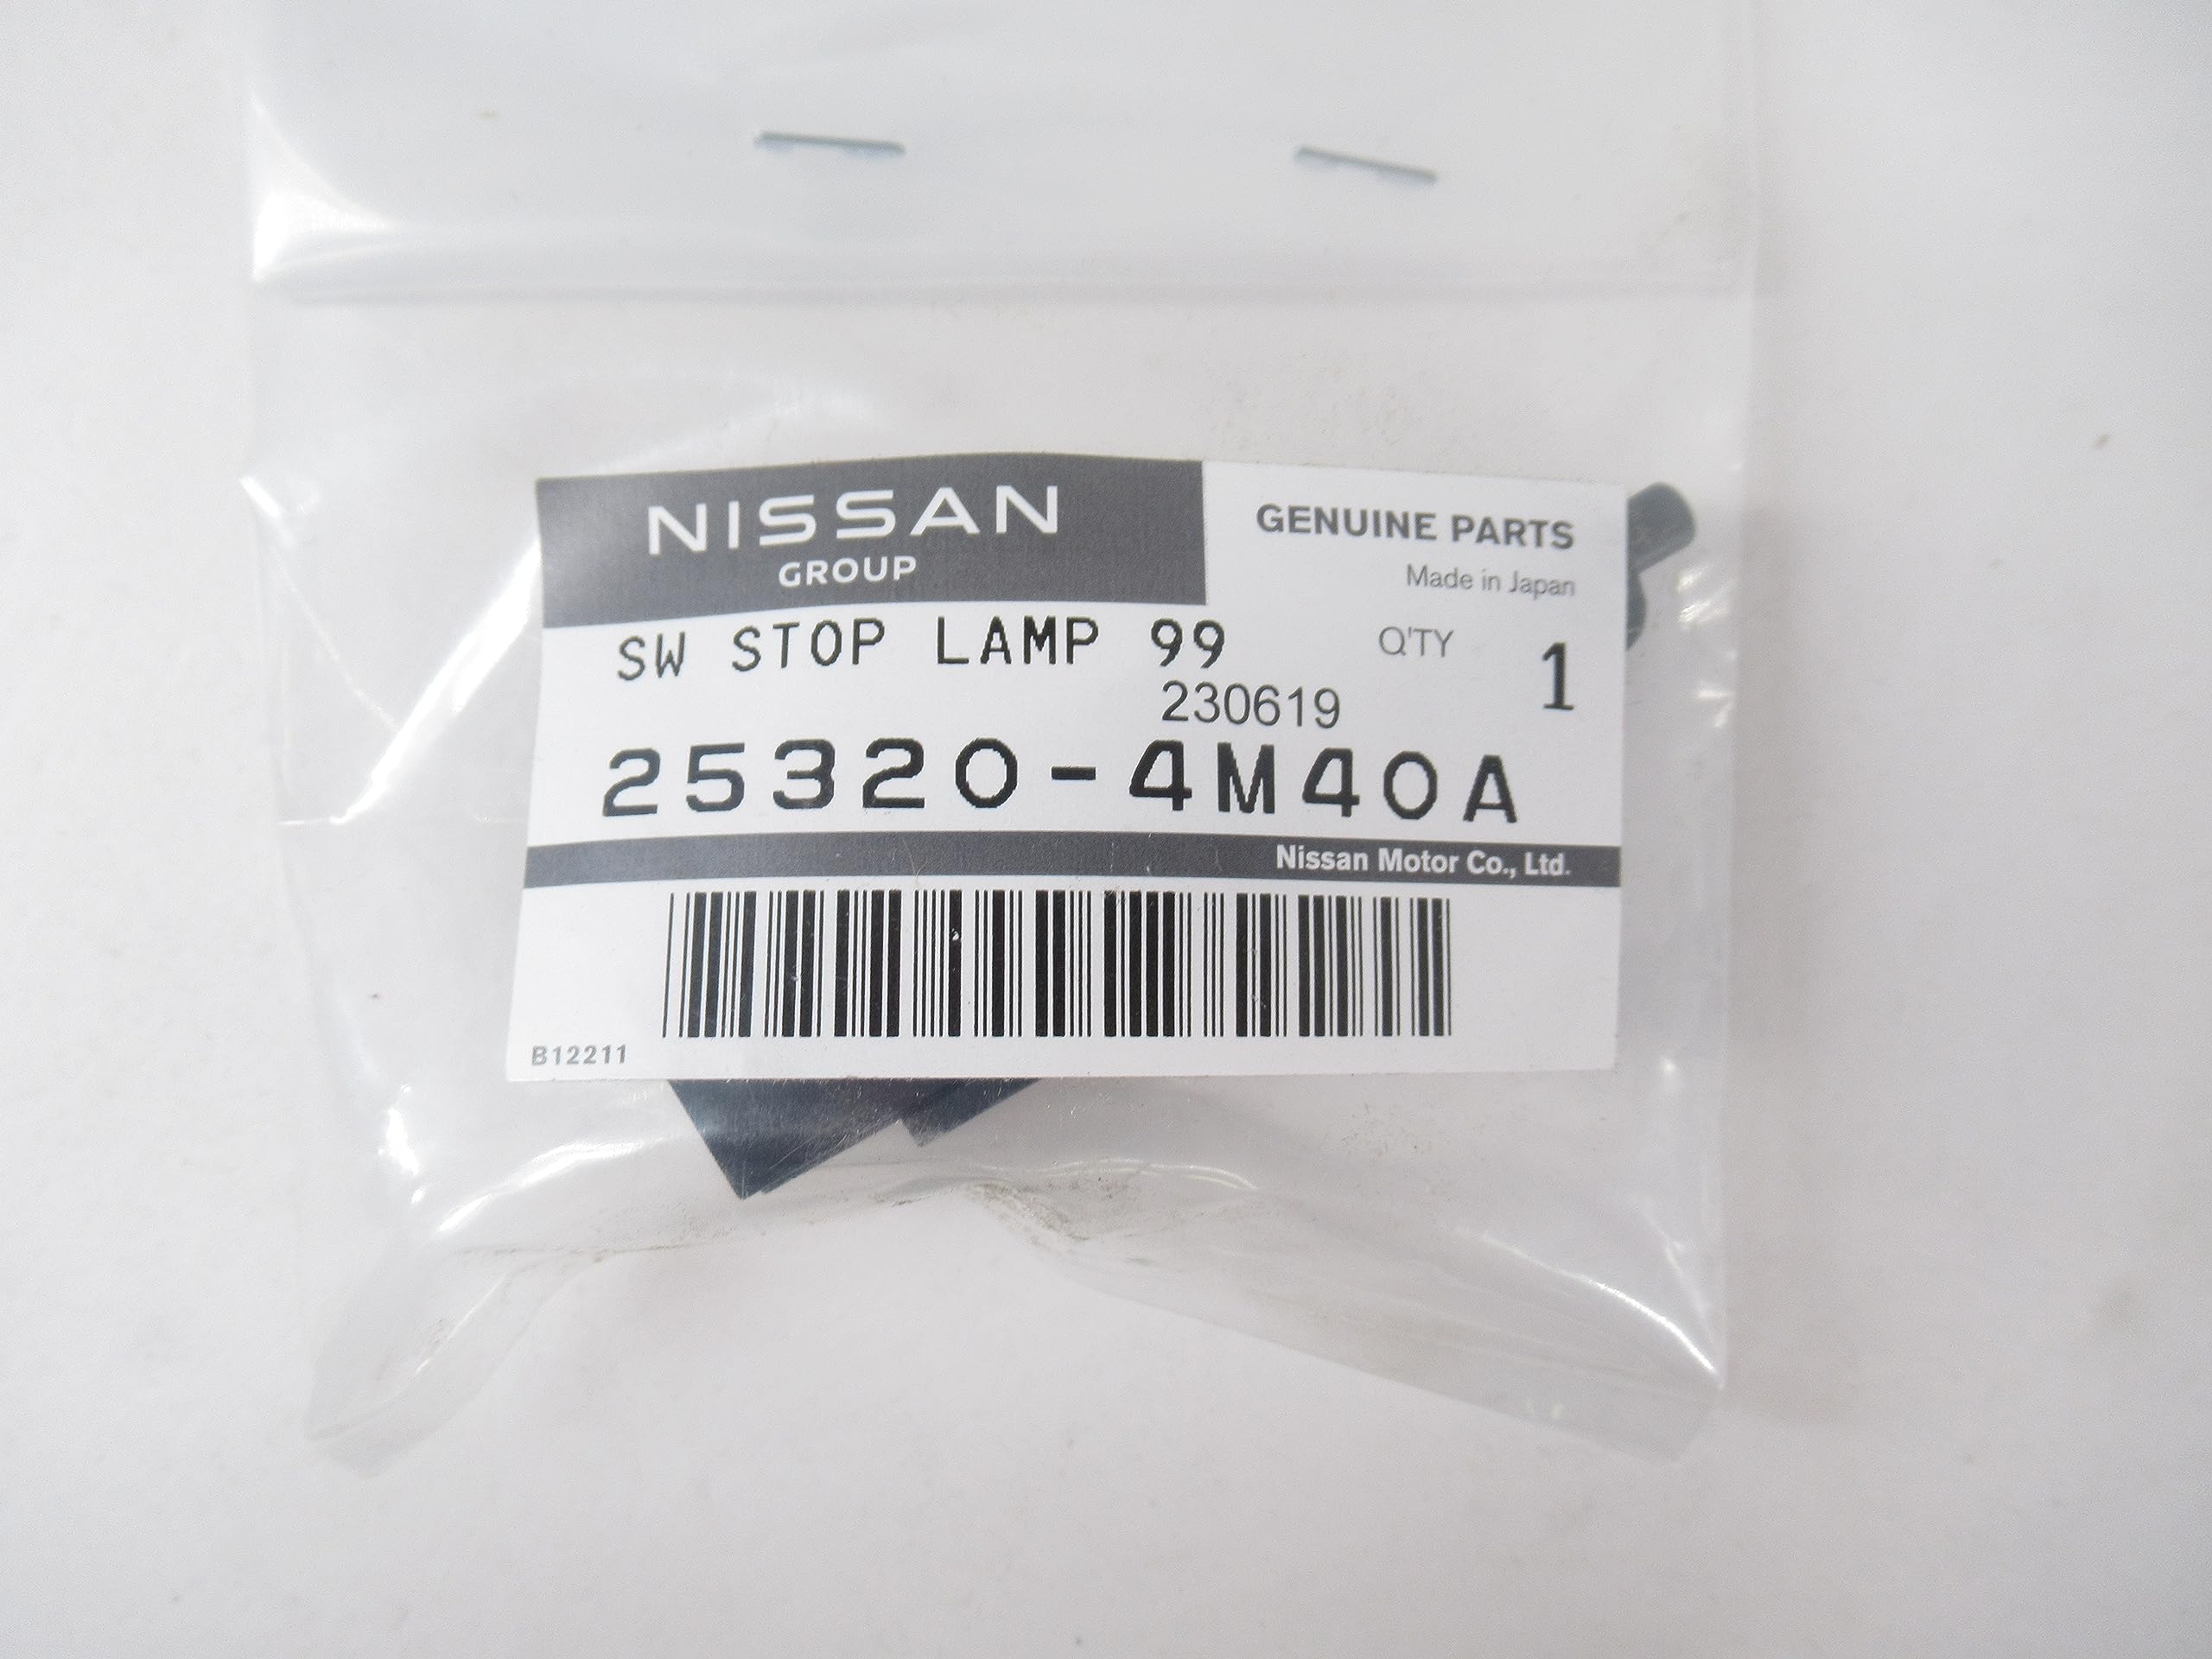 NISSAN
GROUP
GENUINE PARTS
Made in Japan
SW STOP LAMP 99
Q'TY 1
230619
25320-4M40A
Nissan Motor Co., Ltd.
B12211